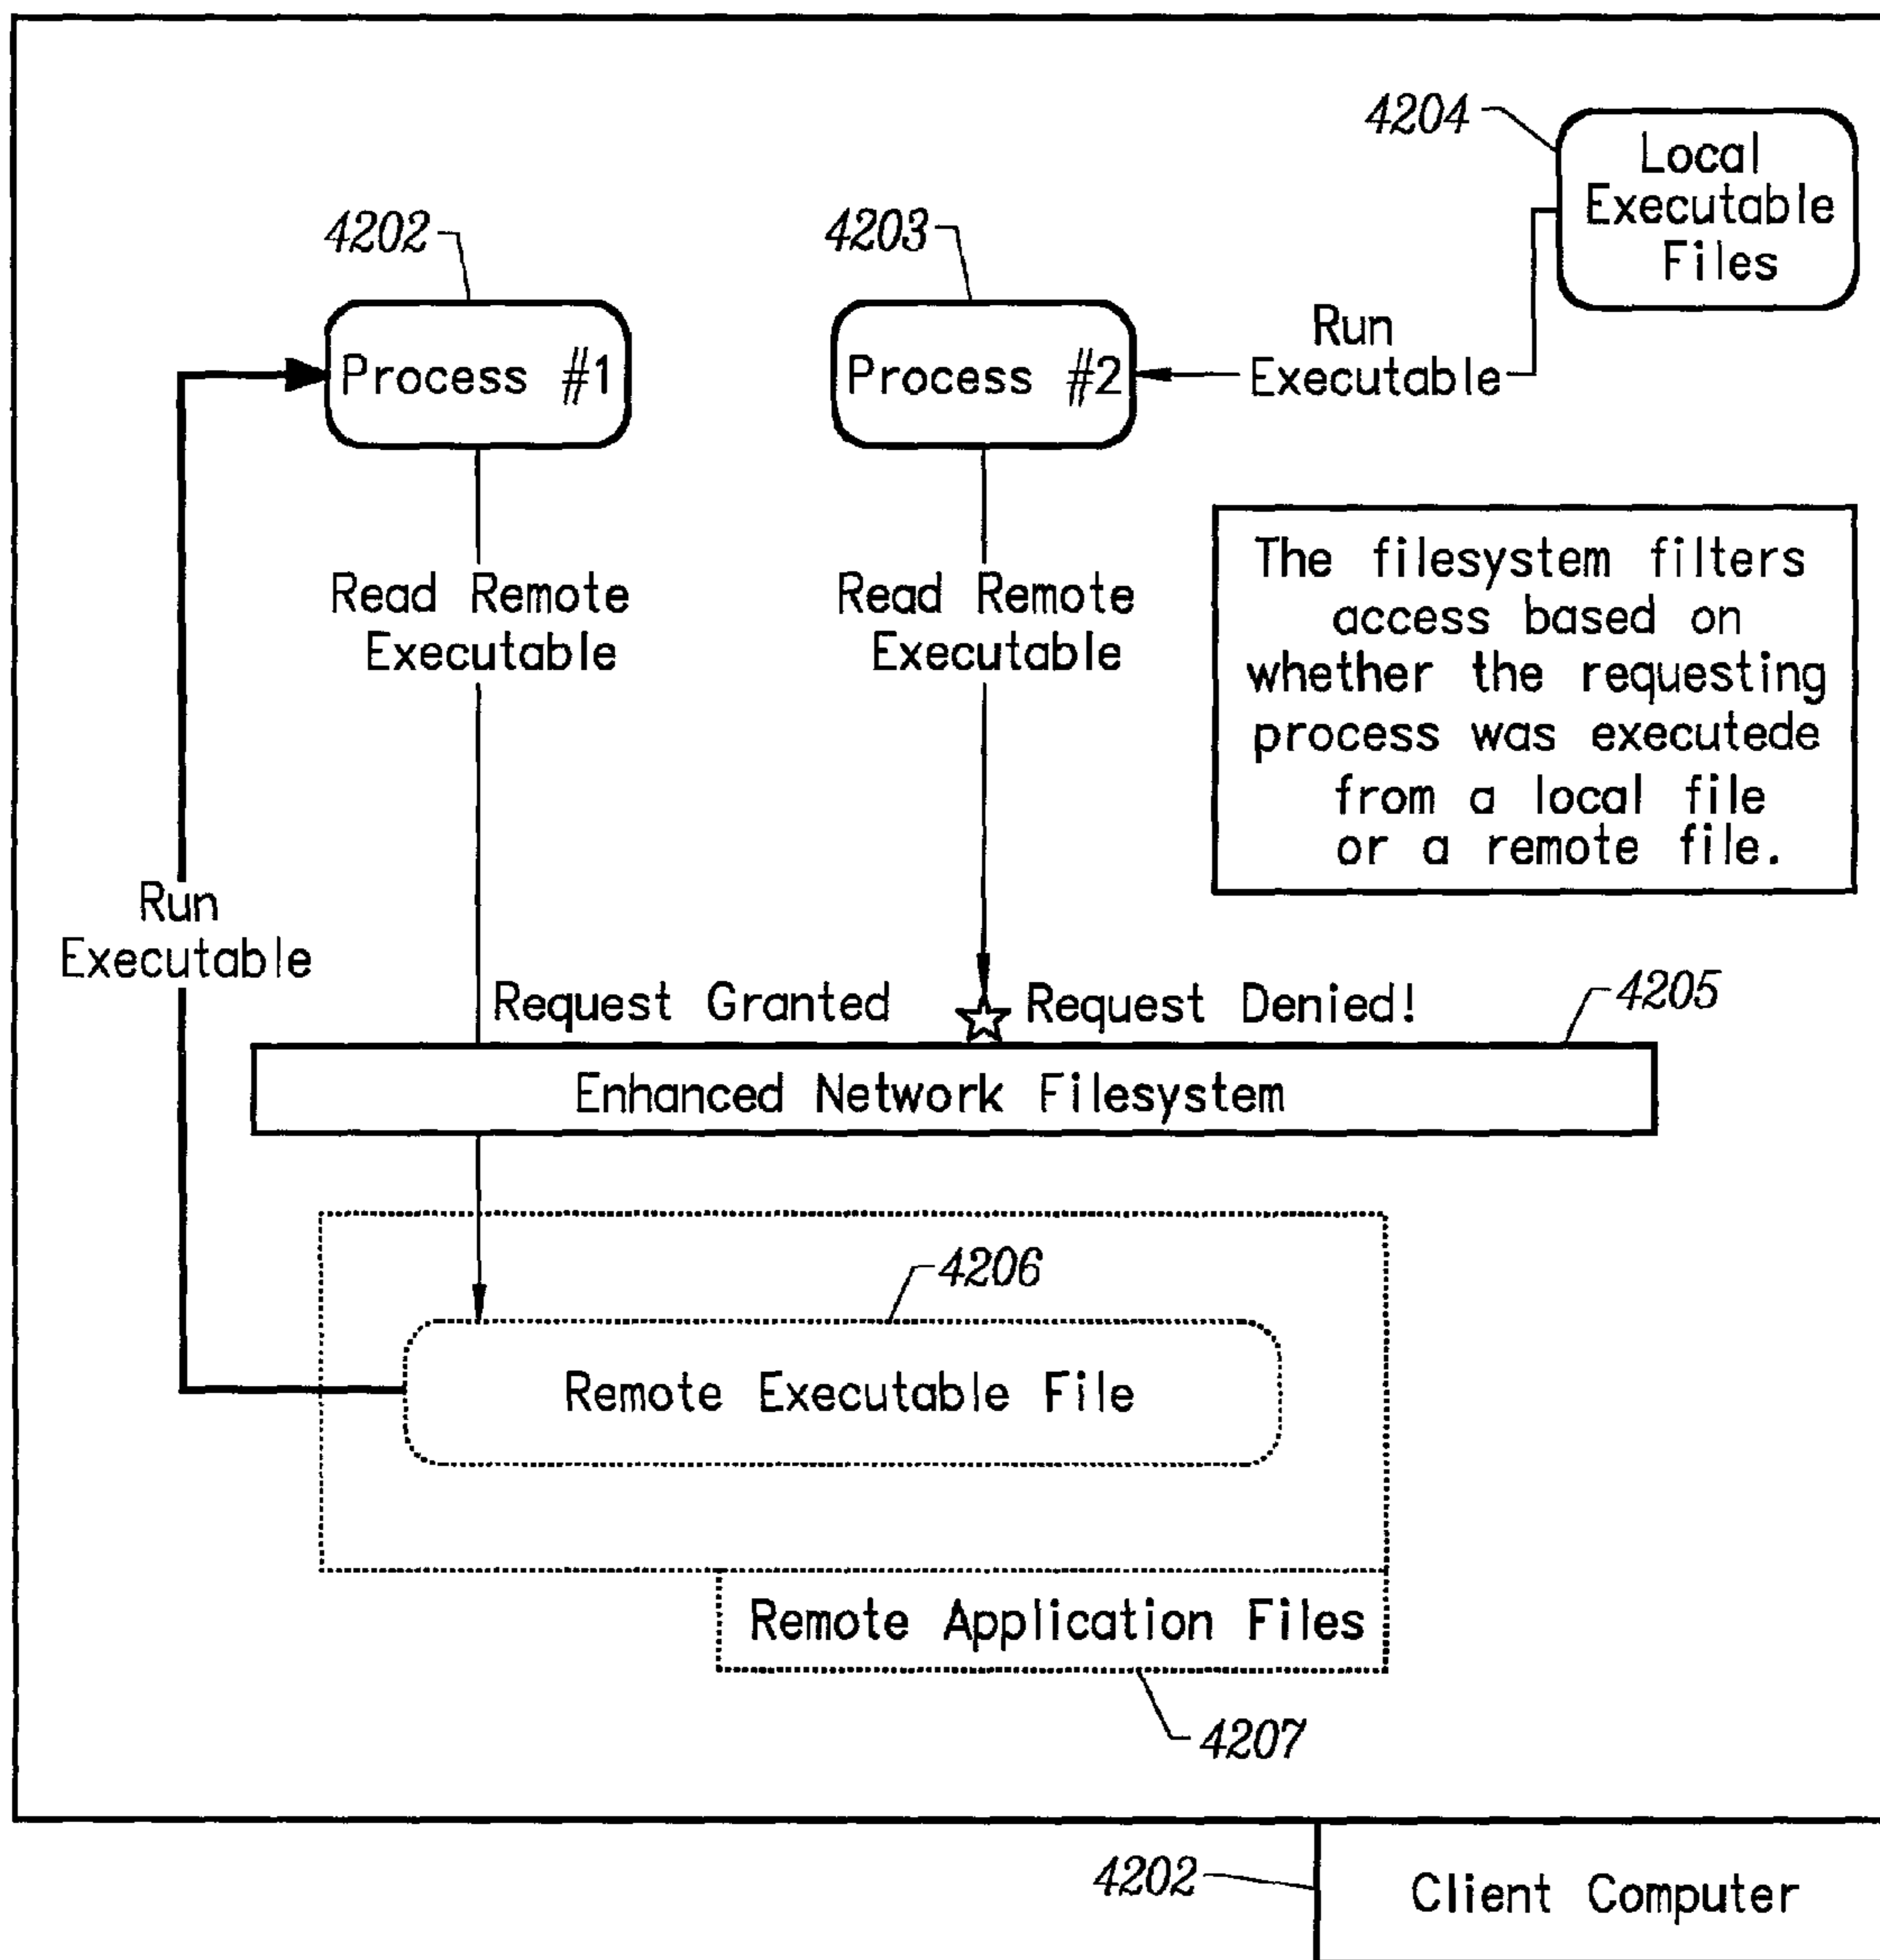 4204
Local
Executable
Files
4202
4203
Process #1
Process #2
Run
Executable
Read Remote
Executable
Read Remote
Executable
The filesystem filters
access based on
whether the requesting
process was executede
from a local file
or a remote file.
Run
Executable
Request Granted
Request Denied!
4205
Enhanced Network Filesystem
4206
Remote Executable File
Remote Application Files
4207
4202
Client Computer